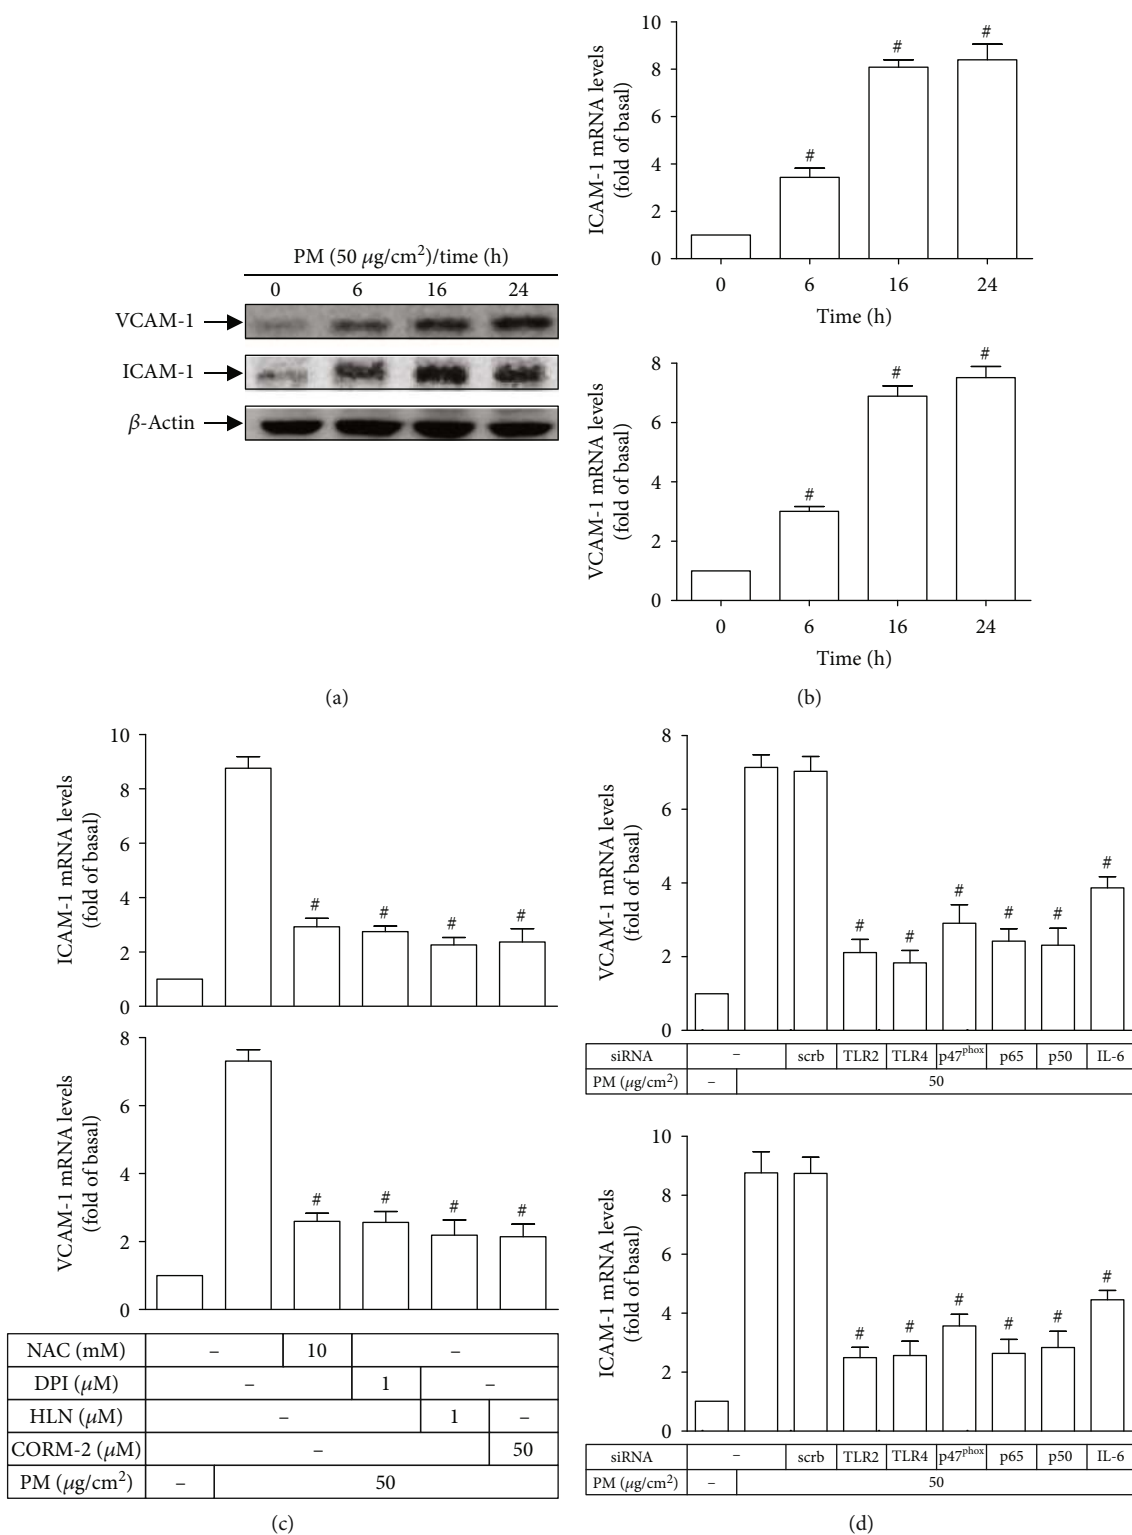 PM (50 μg/cm²)/time (h)
0 6 16 24
VCAM-1
ICAM-1
β-Actin
(a)
ICAM-1 mRNA levels
(fold of basal)
10
8
6
4
2
0
# # #
0 6 16 24
Time (h)
VCAM-1 mRNA levels
(fold of basal)
8
6
4
2
0
# # #
0 6 16 24
Time (h)
(b)
ICAM-1 mRNA levels
(fold of basal)
10
8
6
4
2
0
# # # #
VCAM-1 mRNA levels
(fold of basal)
8
6
4
2
0
# # # #
NAC (mM) – 10 –
DPI (μM) – 1 –
HLN (μM) – 1 –
CORM-2 (μM) – 50
PM (μg/cm²) – 50
(c)
VCAM-1 mRNA levels
(fold of basal)
8
6
4
2
0
# # # # # #
siRNA – scrb TLR2 TLR4 p47phox p65 p50 IL-6
PM (μg/cm²) – 50
ICAM-1 mRNA levels
(fold of basal)
10
8
6
4
2
0
# # # # # #
siRNA – scrb TLR2 TLR4 p47phox p65 p50 IL-6
PM (μg/cm²) – 50
(d)